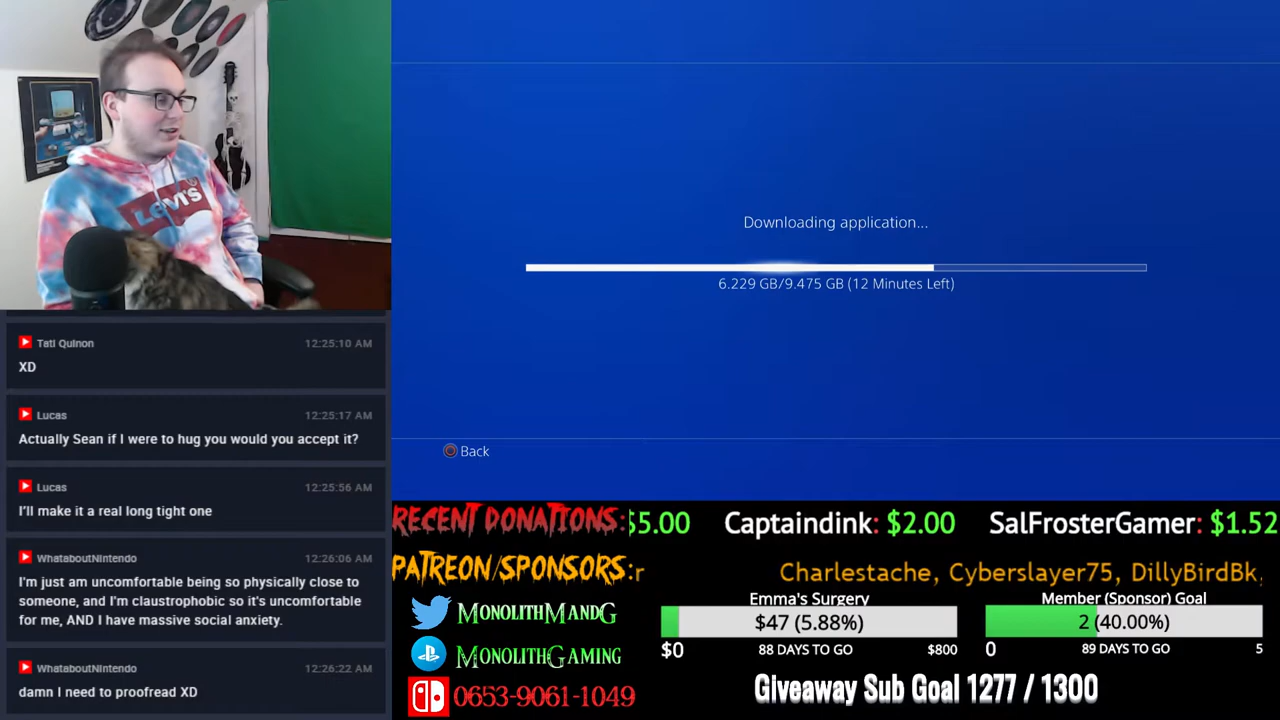 LEVI'S
Downloading application...
6.229 GB/9.475 GB (12 Minutes Left)
Back
Tati Quinon 12:25:10 AM
XD
Lucas 12:25:17 AM
Actually Sean if I were to hug you would you accept it?
Lucas 12:25:56 AM
I'll make it a real long tight one
WhataboutNintendo 12:26:06 AM
I'm just am uncomfortable being so physically close to
someone, and I'm claustrophobic so it's uncomfortable
for me, AND I have massive social anxiety.
WhataboutNintendo 12:26:22 AM
damn I need to proofread XD
RECENT DONATIONS: $5.00 Captaindink: $2.00 SalFrosterGamer: $1.52
PATREON/SPONSORS: r Charlestache, Cyberslayer75, DillyBirdBk,
MonolithMandG
MonolithGaming
0653-9061-1049
Emma's Surgery
$47 (5.88%)
$0 88 DAYS TO GO $800
Member (Sponsor) Goal
2 (40.00%)
0 89 DAYS TO GO 5
Giveaway Sub Goal 1277 / 1300